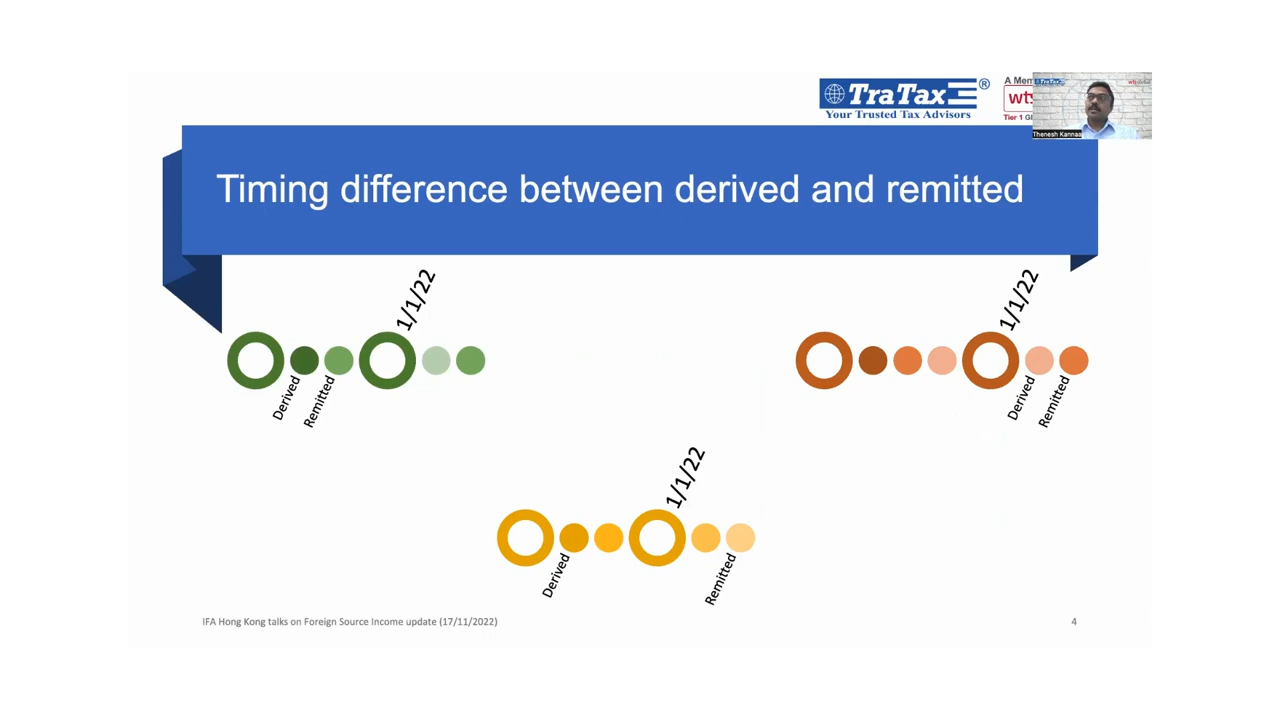 TraTax®
Your Trusted Tax Advisors
A Mem
wts
Tier 1 Gl
Thenesh Kannaa
Timing difference between derived and remitted
1/1/22
Derived
Remitted
1/1/22
Derived
Remitted
1/1/22
Derived
Remitted
IFA Hong Kong talks on Foreign Source Income update (17/11/2022)
4